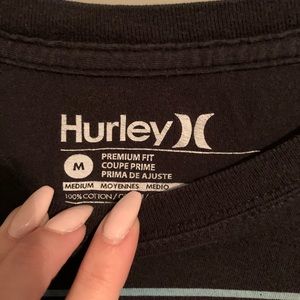 Hurley
M
PREMIUM FIT
COUPE PRIME
PRIMA DE AJUSTE
MEDIUM MOYENNES MEDIO
100% COTTON